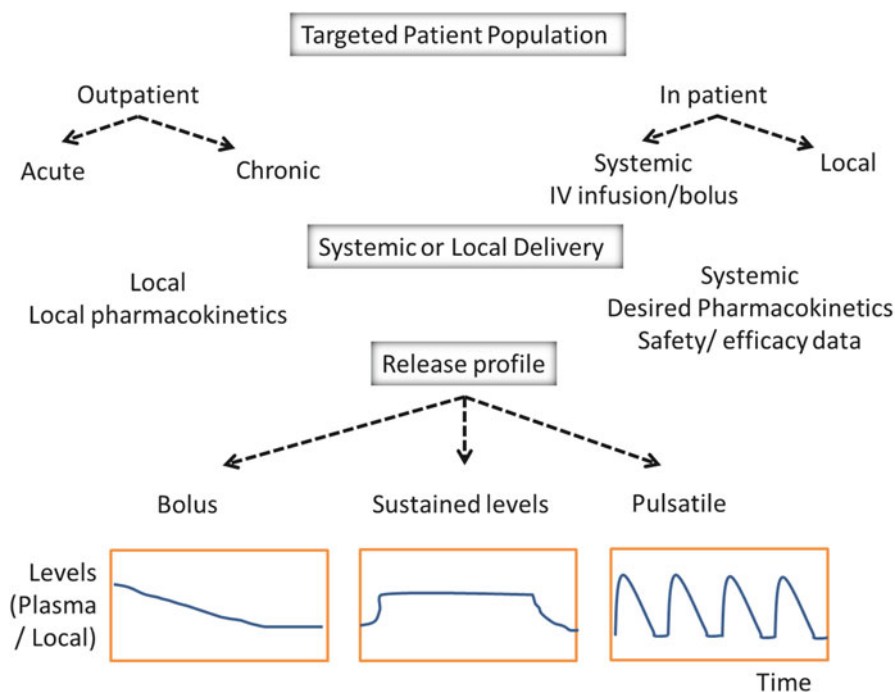 Targeted Patient Population
Outpatient
In patient
Acute
Chronic
Systemic
IV infusion/bolus
Local
Systemic or Local Delivery
Local
Local pharmacokinetics
Systemic
Desired Pharmacokinetics
Safety/ efficacy data
Release profile
Bolus
Sustained levels
Pulsatile
Levels
(Plasma
/ Local)
Time